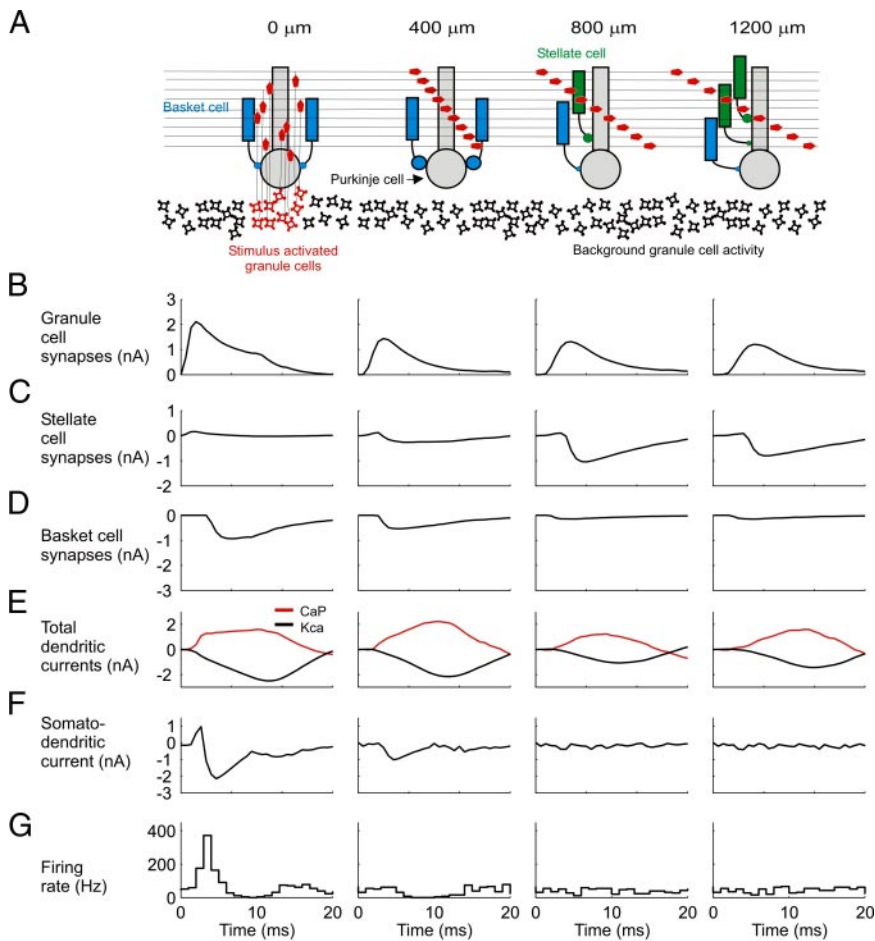 A
0 μm 400 μm 800 μm 1200 μm
Stellate cell
Basket cell
Purkinje cell
Stimulus activated
granule cells
Background granule cell activity
B
Granule
cell
synapses (nA)
3
2
1
0
C
Stellate
cell
synapses (nA)
1
0
-1
-2
D
Basket cell
synapses (nA)
0
-1
-2
-3
E
Total
dendritic
currents (nA)
2
0
-2
CaP
Kca
F
Somato-
dendritic
current (nA)
1
0
-1
-2
-3
G
Firing
rate (Hz)
400
200
0
0 10 20 0 10 20 0 10 20 0 10 20
Time (ms) Time (ms) Time (ms) Time (ms)